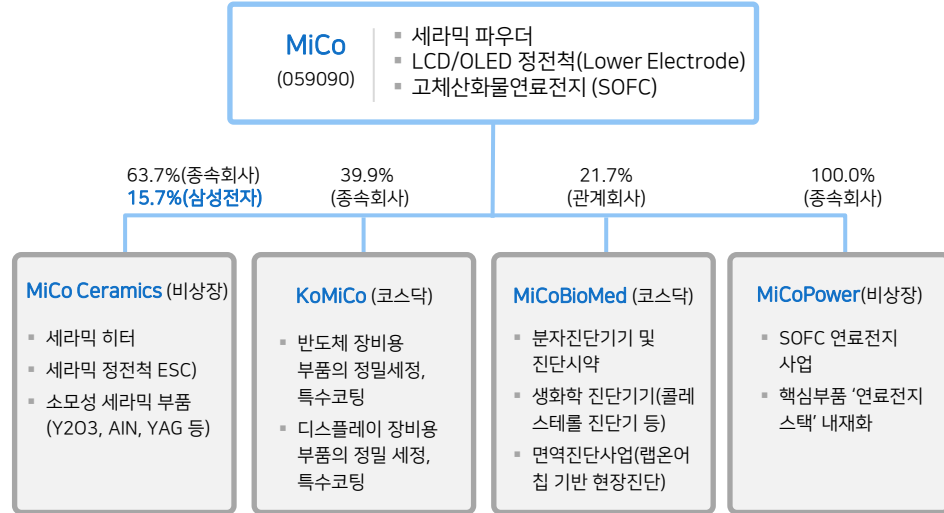 MiCo
(059090)
▪ 세라믹 파우더
▪ LCD/OLED 정전척(Lower Electrode)
▪ 고체산화물연료전지 (SOFC)
63.7%(종속회사)
15.7%(삼성전자)
39.9%
(종속회사)
21.7%
(관계회사)
100.0%
(종속회사)
MiCo Ceramics (비상장)
▪ 세라믹 히터
▪ 세라믹 정전척 ESC)
▪ 소모성 세라믹 부품
(Y2O3, AIN, YAG 등)
KoMiCo (코스닥)
▪ 반도체 장비용
부품의 정밀세정,
특수코팅
▪ 디스플레이 장비용
부품의 정밀 세정,
특수코팅
MiCoBioMed (코스닥)
▪ 분자진단기기 및
진단시약
▪ 생화학 진단기기(콜레
스테롤 진단기 등)
▪ 면역진단사업(랩온어
칩 기반 현장진단)
MiCoPower(비상장)
▪ SOFC 연료전지
사업
▪ 핵심부품 ‘연료전지
스택’ 내재화